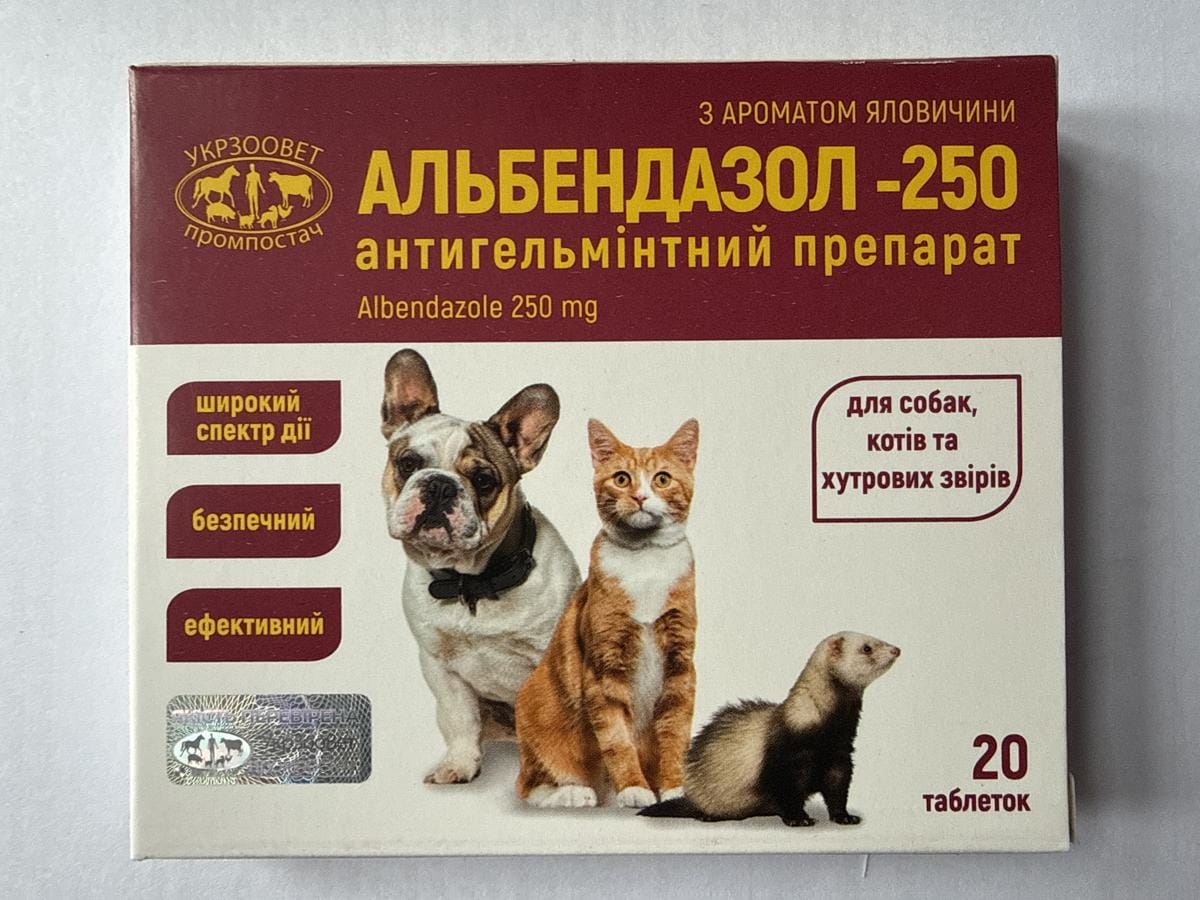 З АРОМАТОМ ЯЛОВИЧИНИ
УКРЗООВЕТ
ПРОМПОСТАЧ
АЛЬБЕНДАЗОЛ -250
антигельмінтний препарат
Albendazole 250 mg
широкий
спектр дії
безпечний
ефективний
для собак,
котів та
хутрових звірів
ПЕРЕВІРЕНА
20
таблеток